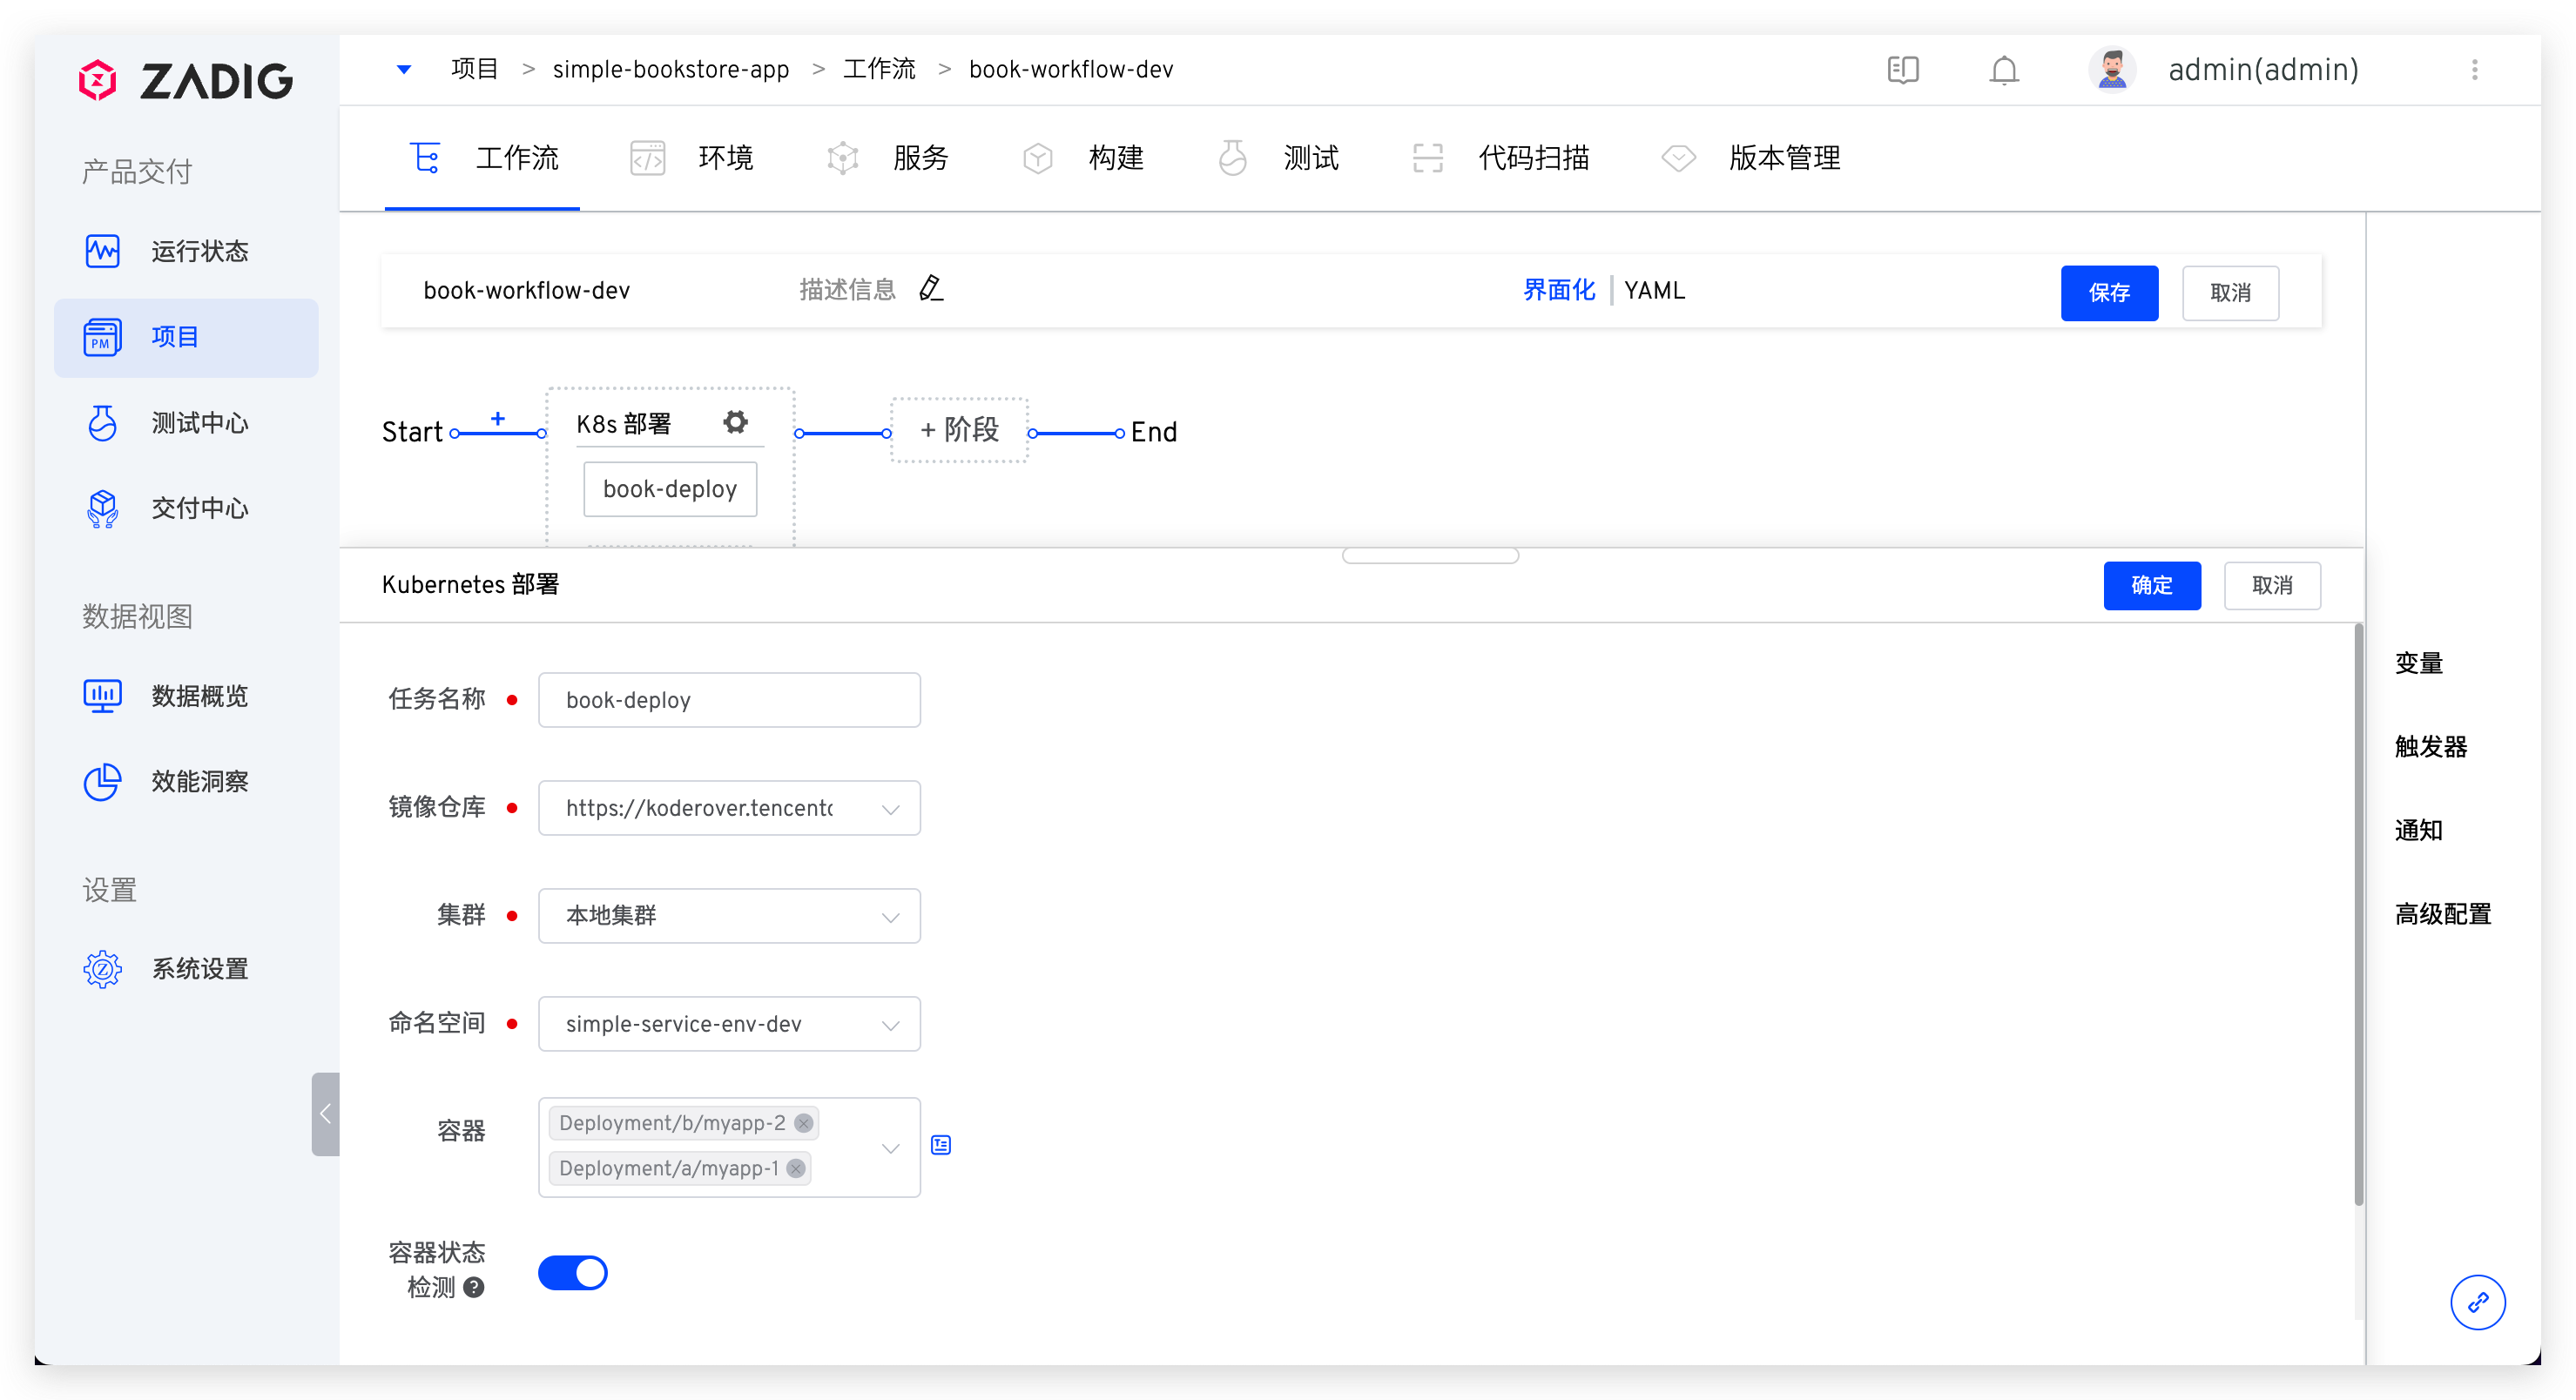 ZADIG
产品交付
运行状态
PM
项目
测试中心
交付中心
数据视图
数据概览
效能洞察
设置
系统设置
项目 > simple-bookstore-app > 工作流 > book-workflow-dev
admin(admin)
工作流 环境 服务 构建 测试 代码扫描 版本管理
book-workflow-dev 描述信息 界面化 YAML 保存 取消
Start + K8s 部署 + 阶段 End
book-deploy
Kubernetes 部署 确定 取消
任务名称 book-deploy
镜像仓库 https://koderover.tencentc
集群 本地集群
命名空间 simple-service-env-dev
容器 Deployment/b/myapp-2
Deployment/a/myapp-1
容器状态
检测
变量
触发器
通知
高级配置